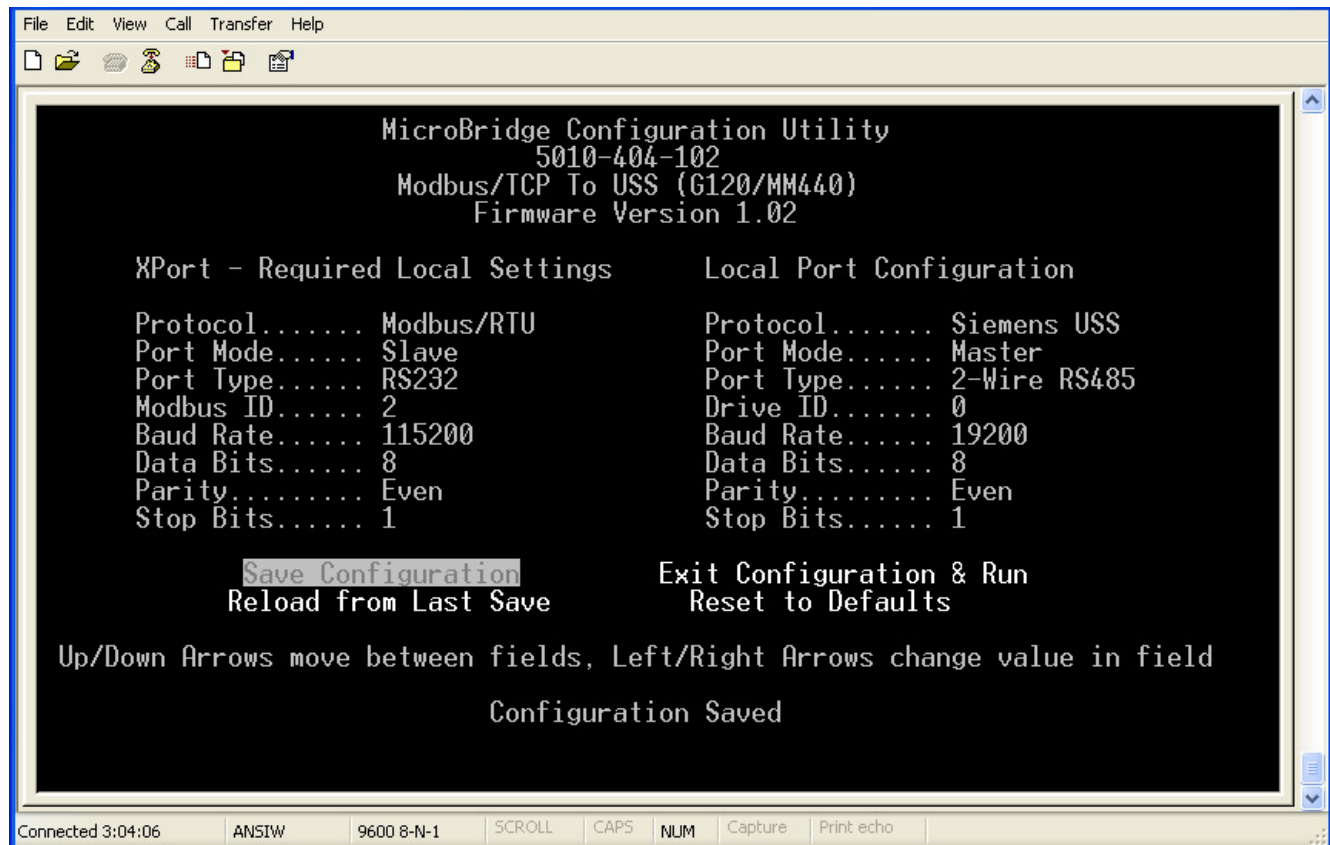 File Edit View Call Transfer Help
MicroBridge Configuration Utility
5010-404-102
Modbus/TCP To USS (G120/MM440)
Firmware Version 1.02
XPort - Required Local Settings Local Port Configuration
Protocol....... Modbus/RTU Protocol....... Siemens USS
Port Mode...... Slave Port Mode...... Master
Port Type...... RS232 Port Type...... 2-Wire RS485
Modbus ID...... 2 Drive ID....... 0
Baud Rate...... 115200 Baud Rate...... 19200
Data Bits...... 8 Data Bits...... 8
Parity......... Even Parity......... Even
Stop Bits...... 1 Stop Bits...... 1
Save Configuration Exit Configuration & Run
Reload from Last Save Reset to Defaults
Up/Down Arrows move between fields, Left/Right Arrows change value in field
Configuration Saved
Connected 3:04:06 ANSIW 9600 8-N-1 SCROLL CAPS NUM Capture Print echo